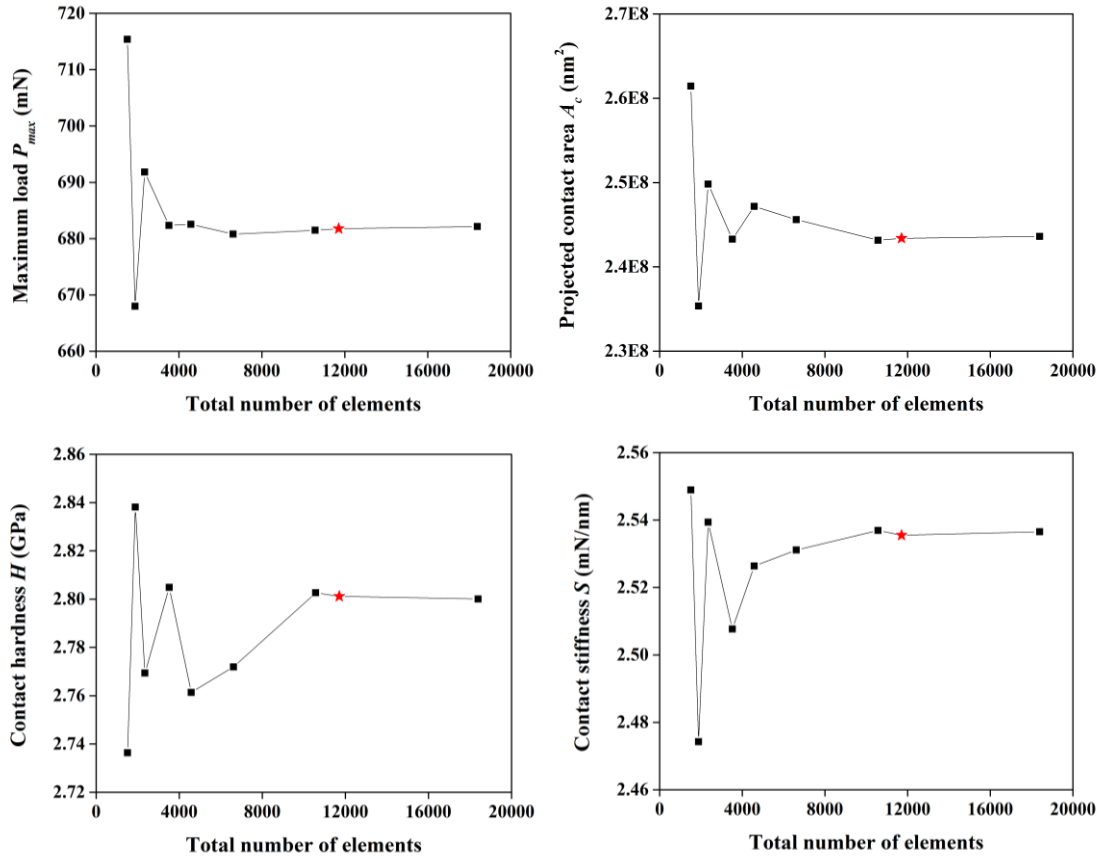 720
710
700
690
680
670
660
Maximum load P_max (mN)
0 4000 8000 12000 16000 20000
Total number of elements
2.7E8
2.6E8
2.5E8
2.4E8
2.3E8
Projected contact area A_c (nm²)
0 4000 8000 12000 16000 20000
Total number of elements
2.86
2.84
2.82
2.80
2.78
2.76
2.74
2.72
Contact hardness H (GPa)
0 4000 8000 12000 16000 20000
Total number of elements
2.56
2.54
2.52
2.50
2.48
2.46
Contact stiffness S (mN/nm)
0 4000 8000 12000 16000 20000
Total number of elements